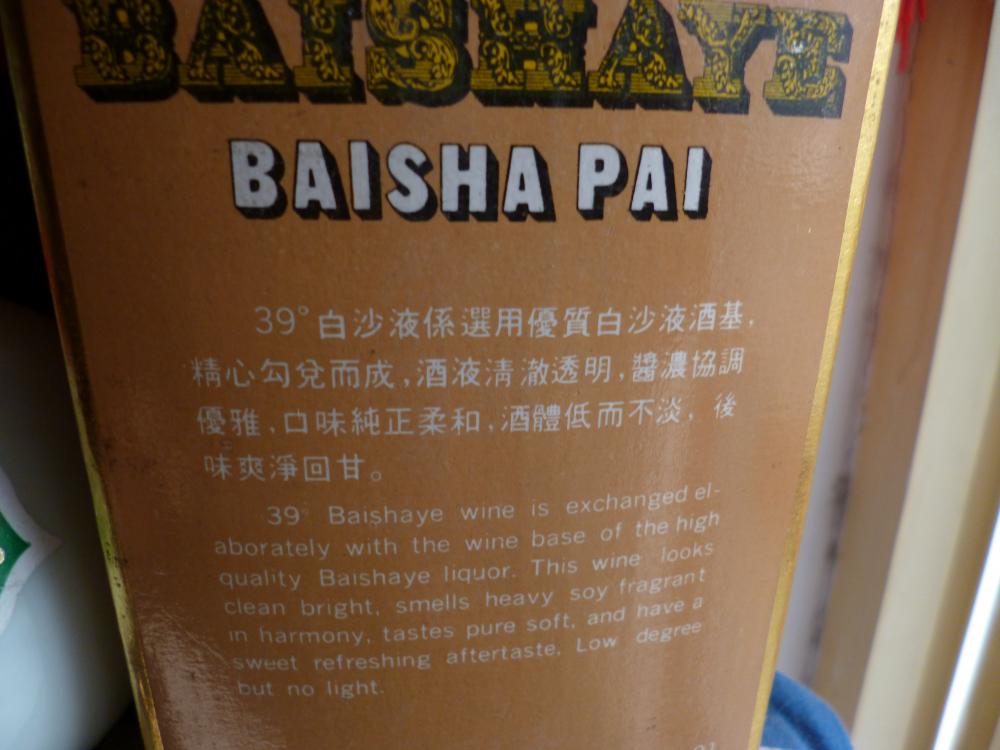 BAISHAYE
BAISHA PAI
39°白沙液係選用優質白沙液酒基,
精心勾兌而成,酒液清澈透明,醬濃協調
優雅,口味純正柔和,酒體低而不淡,後
味爽淨回甘。
39° Baishaye wine is exchanged el-
aborately with the wine base of the high
quality Baishaye liquor. This wine looks
clean bright, smells heavy soy fragrant
in harmony, tastes pure soft, and have a
sweet refreshing aftertaste. Low degree
but no light.